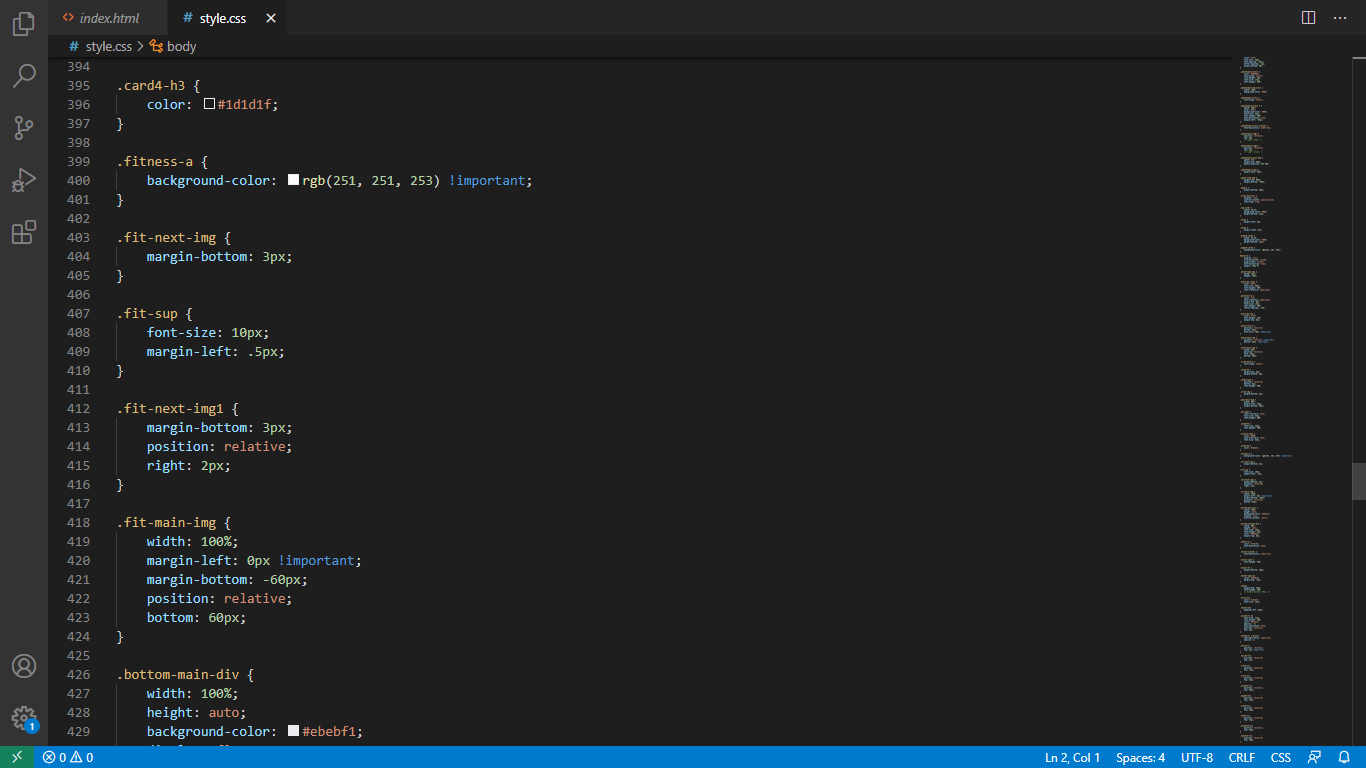 index.html
style.css
style.css
body
394
395 .card4-h3 {
396 color: #1d1d1f;
397 }
398
399 .fitness-a {
400 background-color: rgb(251, 251, 253) !important;
401 }
402
403 .fit-next-img {
404 margin-bottom: 3px;
405 }
406
407 .fit-sup {
408 font-size: 10px;
409 margin-left: .5px;
410 }
411
412 .fit-next-img1 {
413 margin-bottom: 3px;
414 position: relative;
415 right: 2px;
416 }
417
418 .fit-main-img {
419 width: 100%;
420 margin-left: 0px !important;
421 margin-bottom: -60px;
422 position: relative;
423 bottom: 60px;
424 }
425
426 .bottom-main-div {
427 width: 100%;
428 height: auto;
429 background-color: #ebebf1;
1
0 0 Ln 2, Col 1 Spaces: 4 UTF-8 CRLF CSS